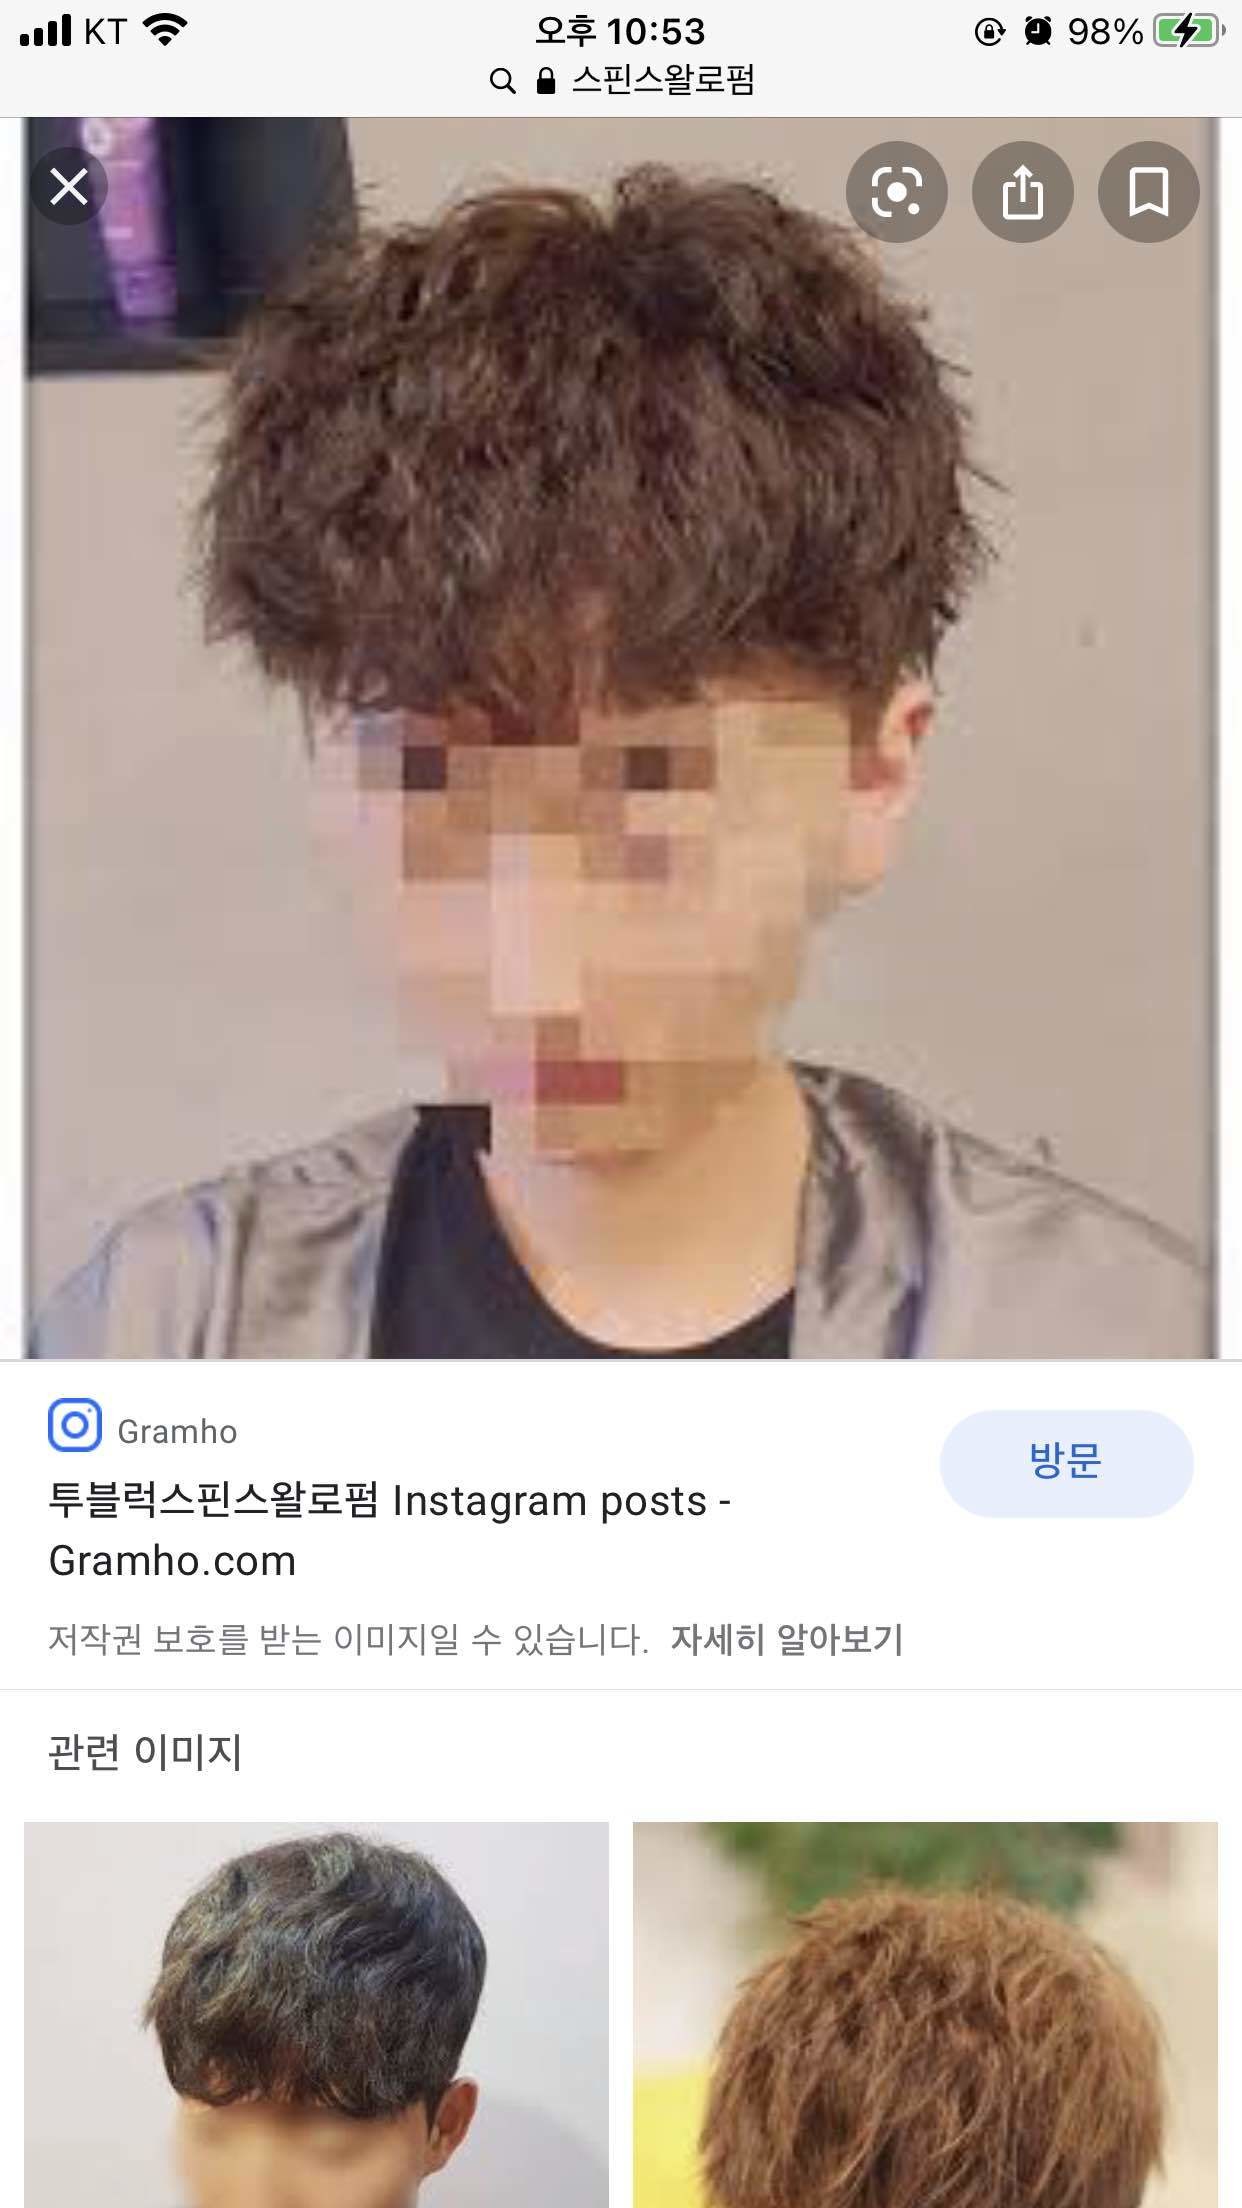 KT 오후 10:53 98%
스핀스왈로펌
Gramho
투블럭스핀스왈로펌 Instagram posts -
Gramho.com
방문
저작권 보호를 받는 이미지일 수 있습니다. 자세히 알아보기
관련 이미지